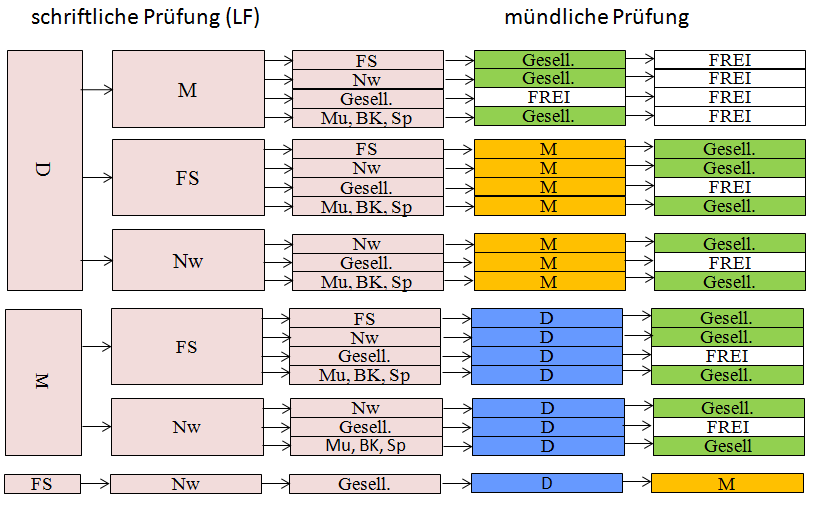 schriftliche Prüfung (LF) mündliche Prüfung
D M FS Gesell. FREI
Nw Gesell. FREI
Gesell. FREI FREI
Mu, BK, Sp Gesell. FREI
FS FS M Gesell.
Nw M Gesell.
Gesell. M FREI
Mu, BK, Sp M Gesell.
Nw Nw M Gesell.
Gesell. M FREI
Mu, BK, Sp M Gesell.
M FS FS D Gesell.
Nw D Gesell.
Gesell. D FREI
Mu, BK, Sp D Gesell.
Nw Nw D Gesell.
Gesell. D FREI
Mu, BK, Sp D Gesell
FS Nw Gesell. D M